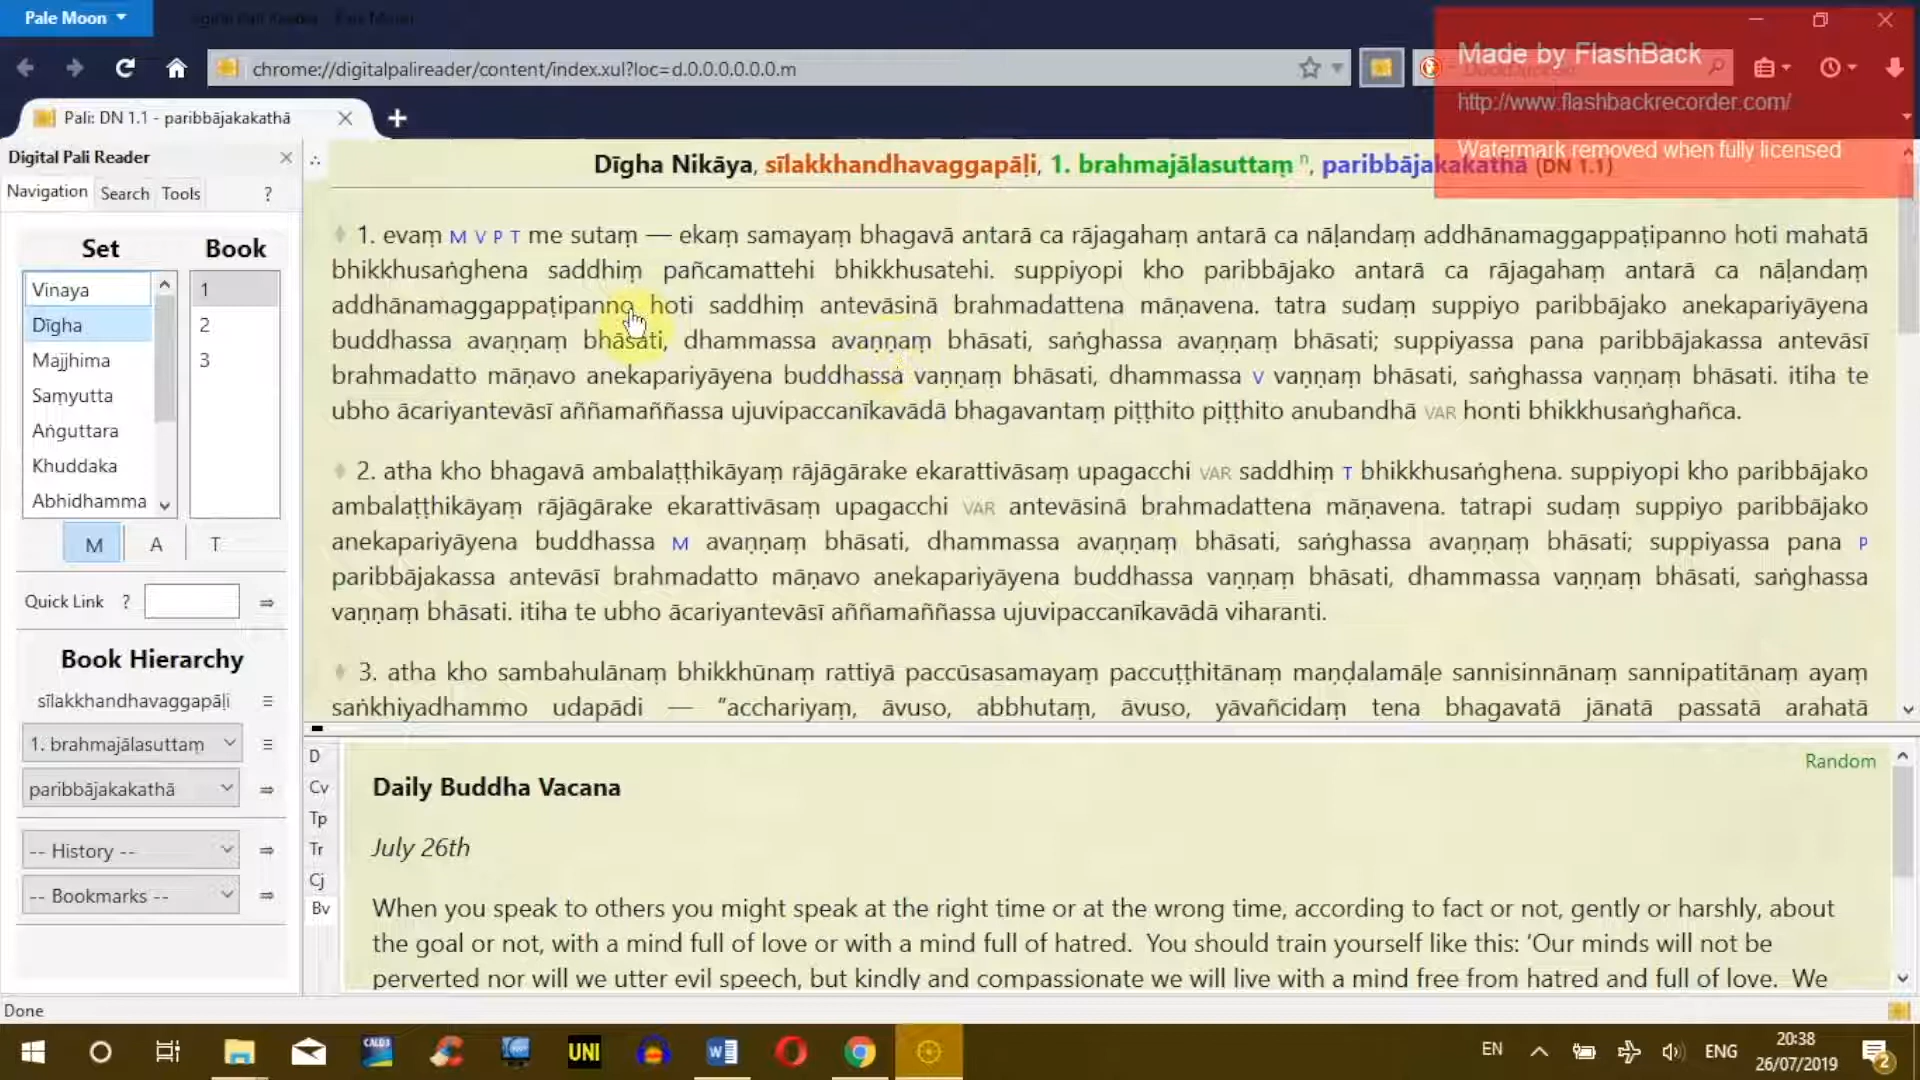 Pale Moon
Made by FlashBack
chrome://digitalpalireader/content/index.xul?loc=d.0.0.0.0.0.0.m
http://www.flashbackrecorder.com/
Pali: DN 1.1 - paribbājakakathā
Watermark removed when fully licensed
Digital Pali Reader
Navigation Search Tools ?
Set Book
Vinaya 1
Dīgha 2
Majjhima 3
Saṃyutta
Aṅguttara
Khuddaka
Abhidhamma
M A T
Quick Link ?
Book Hierarchy
sīlakkhandhavaggapāḷi
1. brahmajālasuttaṃ
paribbājakakathā
-- History --
-- Bookmarks --
Dīgha Nikāya, sīlakkhandhavaggapāḷi, 1. brahmajālasuttaṃ n, paribbājakakathā (DN 1.1)
1. evaṃ M V P T me sutaṃ — ekaṃ samayaṃ bhagavā antarā ca rājagahaṃ antarā ca nāḷandaṃ addhānamaggappaṭipanno hoti mahatā
bhikkhusaṅghena saddhiṃ pañcamattehi bhikkhusatehi. suppiyopi kho paribbājako antarā ca rājagahaṃ antarā ca nāḷandaṃ
addhānamaggappaṭipanno hoti saddhiṃ antevāsinā brahmadattena māṇavena. tatra sudaṃ suppiyo paribbājako anekapariyāyena
buddhassa avaṇṇaṃ bhāsati, dhammassa avaṇṇaṃ bhāsati, saṅghassa avaṇṇaṃ bhāsati; suppiyassa pana paribbājakassa antevāsī
brahmadatto māṇavo anekapariyāyena buddhassa vaṇṇaṃ bhāsati, dhammassa V vaṇṇaṃ bhāsati, saṅghassa vaṇṇaṃ bhāsati. itiha te
ubho ācariyantevāsī aññamaññassa ujuvipaccanīkavādā bhagavantaṃ piṭṭhito piṭṭhito anubandhā VAR honti bhikkhusaṅghañca.
2. atha kho bhagavā ambalaṭṭhikāyaṃ rājāgārake ekarattivāsaṃ upagacchi VAR saddhiṃ T bhikkhusaṅghena. suppiyopi kho paribbājako
ambalaṭṭhikāyaṃ rājāgārake ekarattivāsaṃ upagacchi VAR antevāsinā brahmadattena māṇavena. tatrapi sudaṃ suppiyo paribbājako
anekapariyāyena buddhassa M avaṇṇaṃ bhāsati, dhammassa avaṇṇaṃ bhāsati, saṅghassa avaṇṇaṃ bhāsati; suppiyassa pana P
paribbājakassa antevāsī brahmadatto māṇavo anekapariyāyena buddhassa vaṇṇaṃ bhāsati, dhammassa vaṇṇaṃ bhāsati, saṅghassa
vaṇṇaṃ bhāsati. itiha te ubho ācariyantevāsī aññamaññassa ujuvipaccanīkavādā viharanti.
3. atha kho sambahulānaṃ bhikkhūnaṃ rattiyā paccūsasamayaṃ paccuṭṭhitānaṃ maṇḍalamāḷe sannisinnānaṃ sannipatitānaṃ ayaṃ
saṅkhiyadhammo udapādi — “acchariyaṃ, āvuso, abbhutaṃ, āvuso, yāvañcidaṃ tena bhagavatā jānatā passatā arahatā
D
Cv
Tp
Tr
Cj
Bv
Random
Daily Buddha Vacana
July 26th
When you speak to others you might speak at the right time or at the wrong time, according to fact or not, gently or harshly, about
the goal or not, with a mind full of love or with a mind full of hatred. You should train yourself like this: ‘Our minds will not be
perverted nor will we utter evil speech, but kindly and compassionate we will live with a mind free from hatred and full of love. We
Done
CALD3
UNI
EN
ENG
20:38
26/07/2019
2